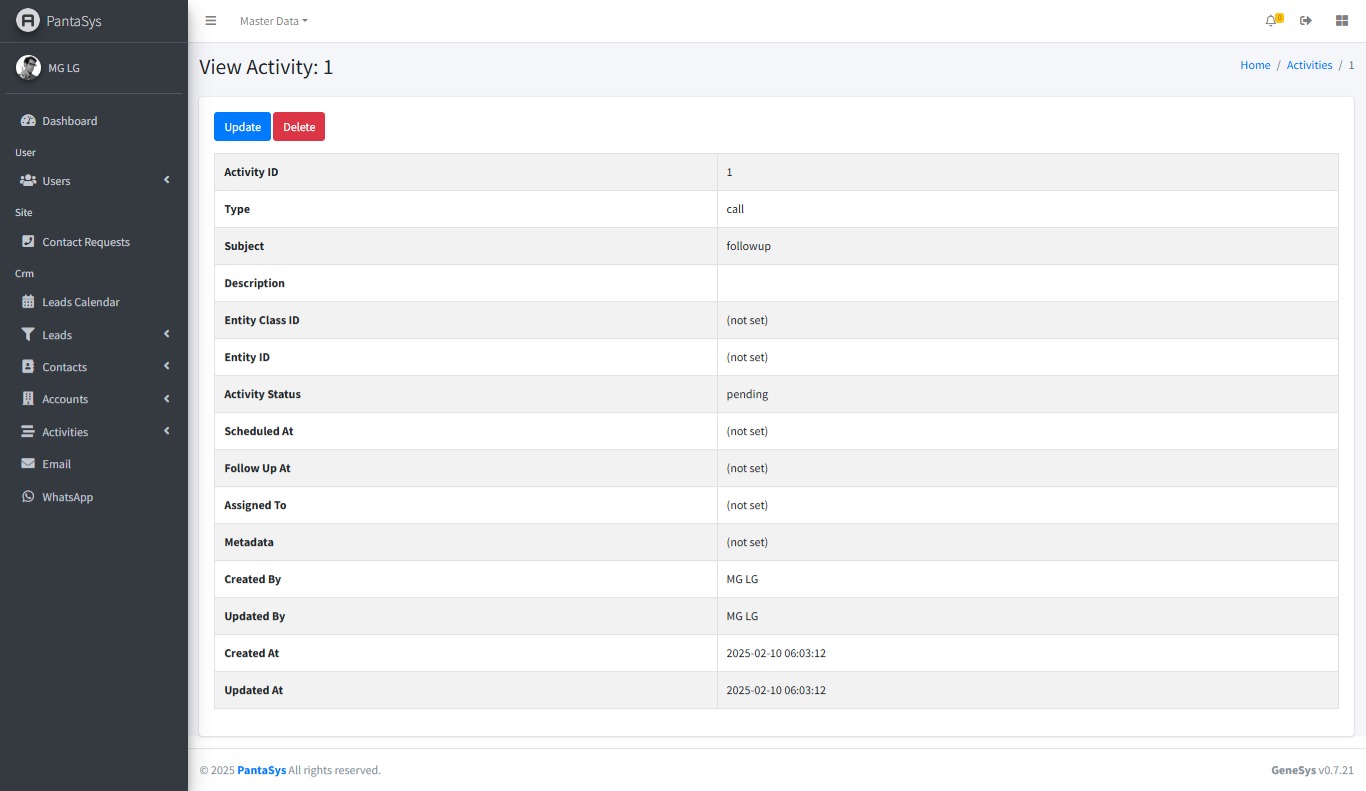 PantaSys
Master Data
0
MG LG
View Activity: 1
Home / Activities / 1
Dashboard
User
Users
Site
Contact Requests
Crm
Leads Calendar
Leads
Contacts
Accounts
Activities
Email
WhatsApp
Update Delete
Activity ID 1
Type call
Subject followup
Description
Entity Class ID (not set)
Entity ID (not set)
Activity Status pending
Scheduled At (not set)
Follow Up At (not set)
Assigned To (not set)
Metadata (not set)
Created By MG LG
Updated By MG LG
Created At 2025-02-10 06:03:12
Updated At 2025-02-10 06:03:12
© 2025 PantaSys All rights reserved.
GeneSys v0.7.21